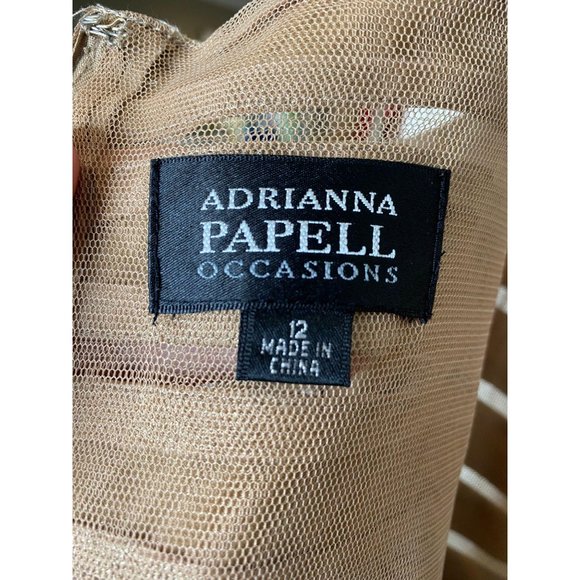 ADRIANNA
PAPELL
OCCASIONS
12
MADE IN
CHINA